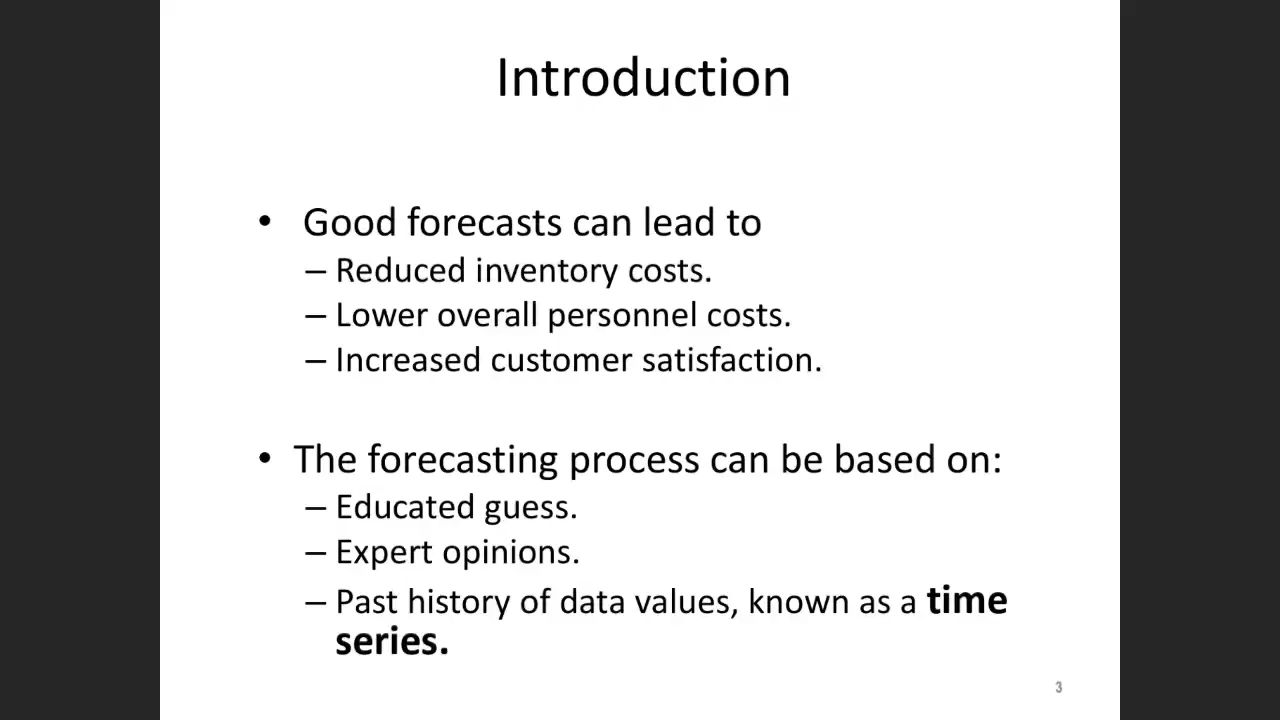 Introduction
• Good forecasts can lead to
– Reduced inventory costs.
– Lower overall personnel costs.
– Increased customer satisfaction.
• The forecasting process can be based on:
– Educated guess.
– Expert opinions.
– Past history of data values, known as a time
series.
3